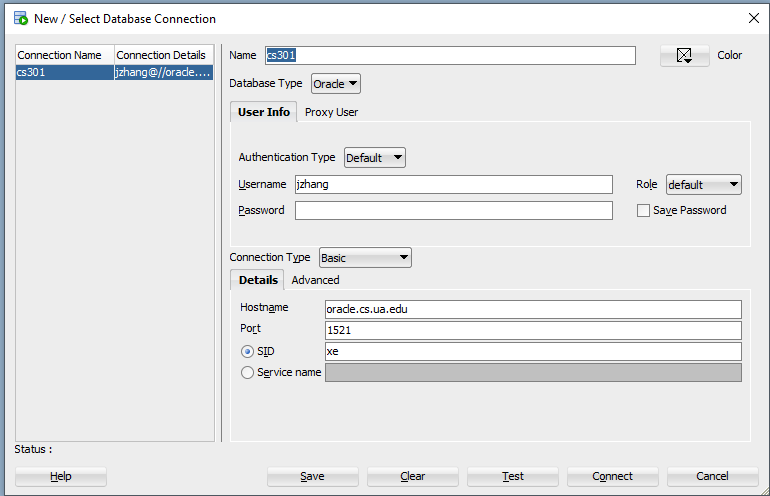 New / Select Database Connection
Connection Name Connection Details
cs301 jzhang@//oracle....
Name cs301 Color
Database Type Oracle
User Info Proxy User
Authentication Type Default
Username jzhang Role default
Password Save Password
Connection Type Basic
Details Advanced
Hostname oracle.cs.ua.edu
Port 1521
SID xe
Service name
Status :
Help Save Clear Test Connect Cancel